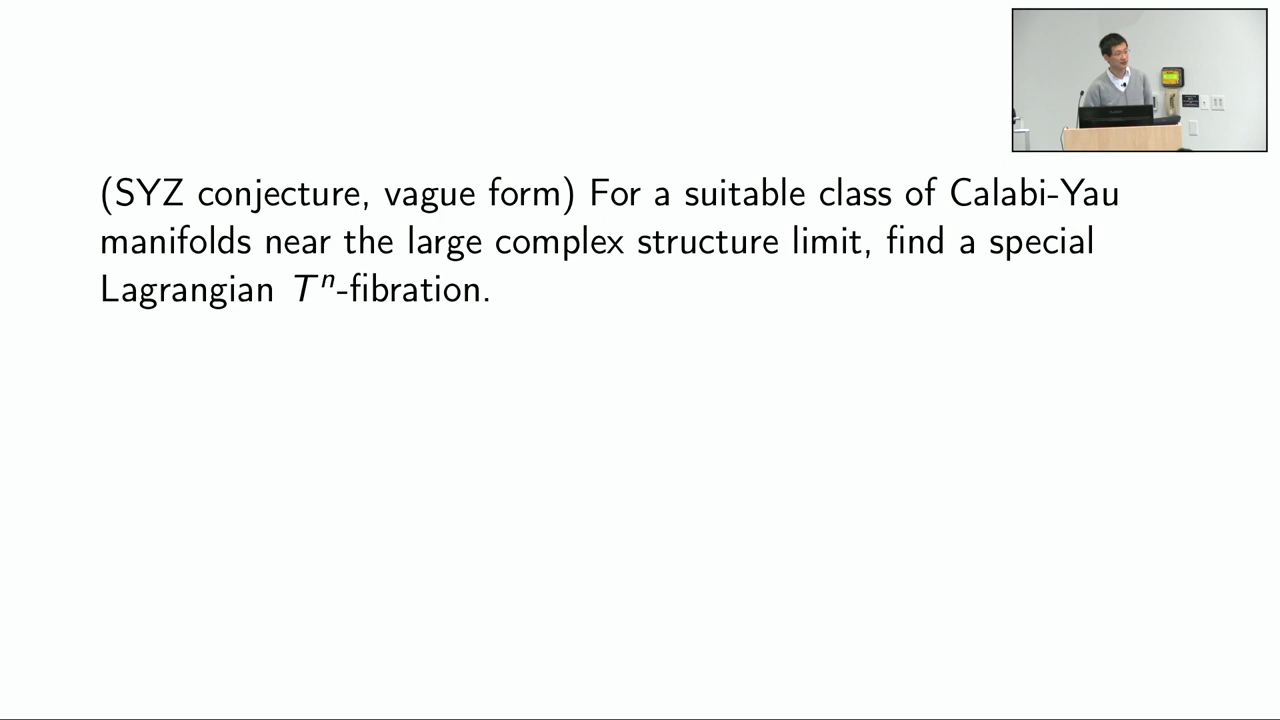 (SYZ conjecture, vague form) For a suitable class of Calabi-Yau
manifolds near the large complex structure limit, find a special
Lagrangian Tⁿ-fibration.